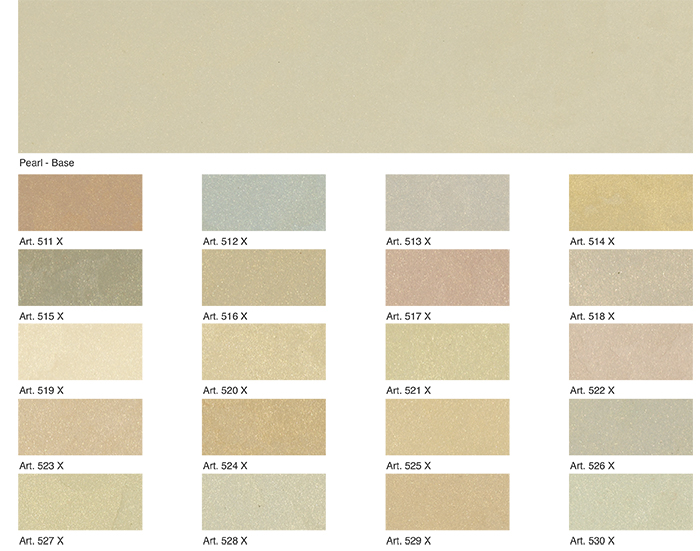 Pearl - Base
Art. 511 X
Art. 512 X
Art. 513 X
Art. 514 X
Art. 515 X
Art. 516 X
Art. 517 X
Art. 518 X
Art. 519 X
Art. 520 X
Art. 521 X
Art. 522 X
Art. 523 X
Art. 524 X
Art. 525 X
Art. 526 X
Art. 527 X
Art. 528 X
Art. 529 X
Art. 530 X